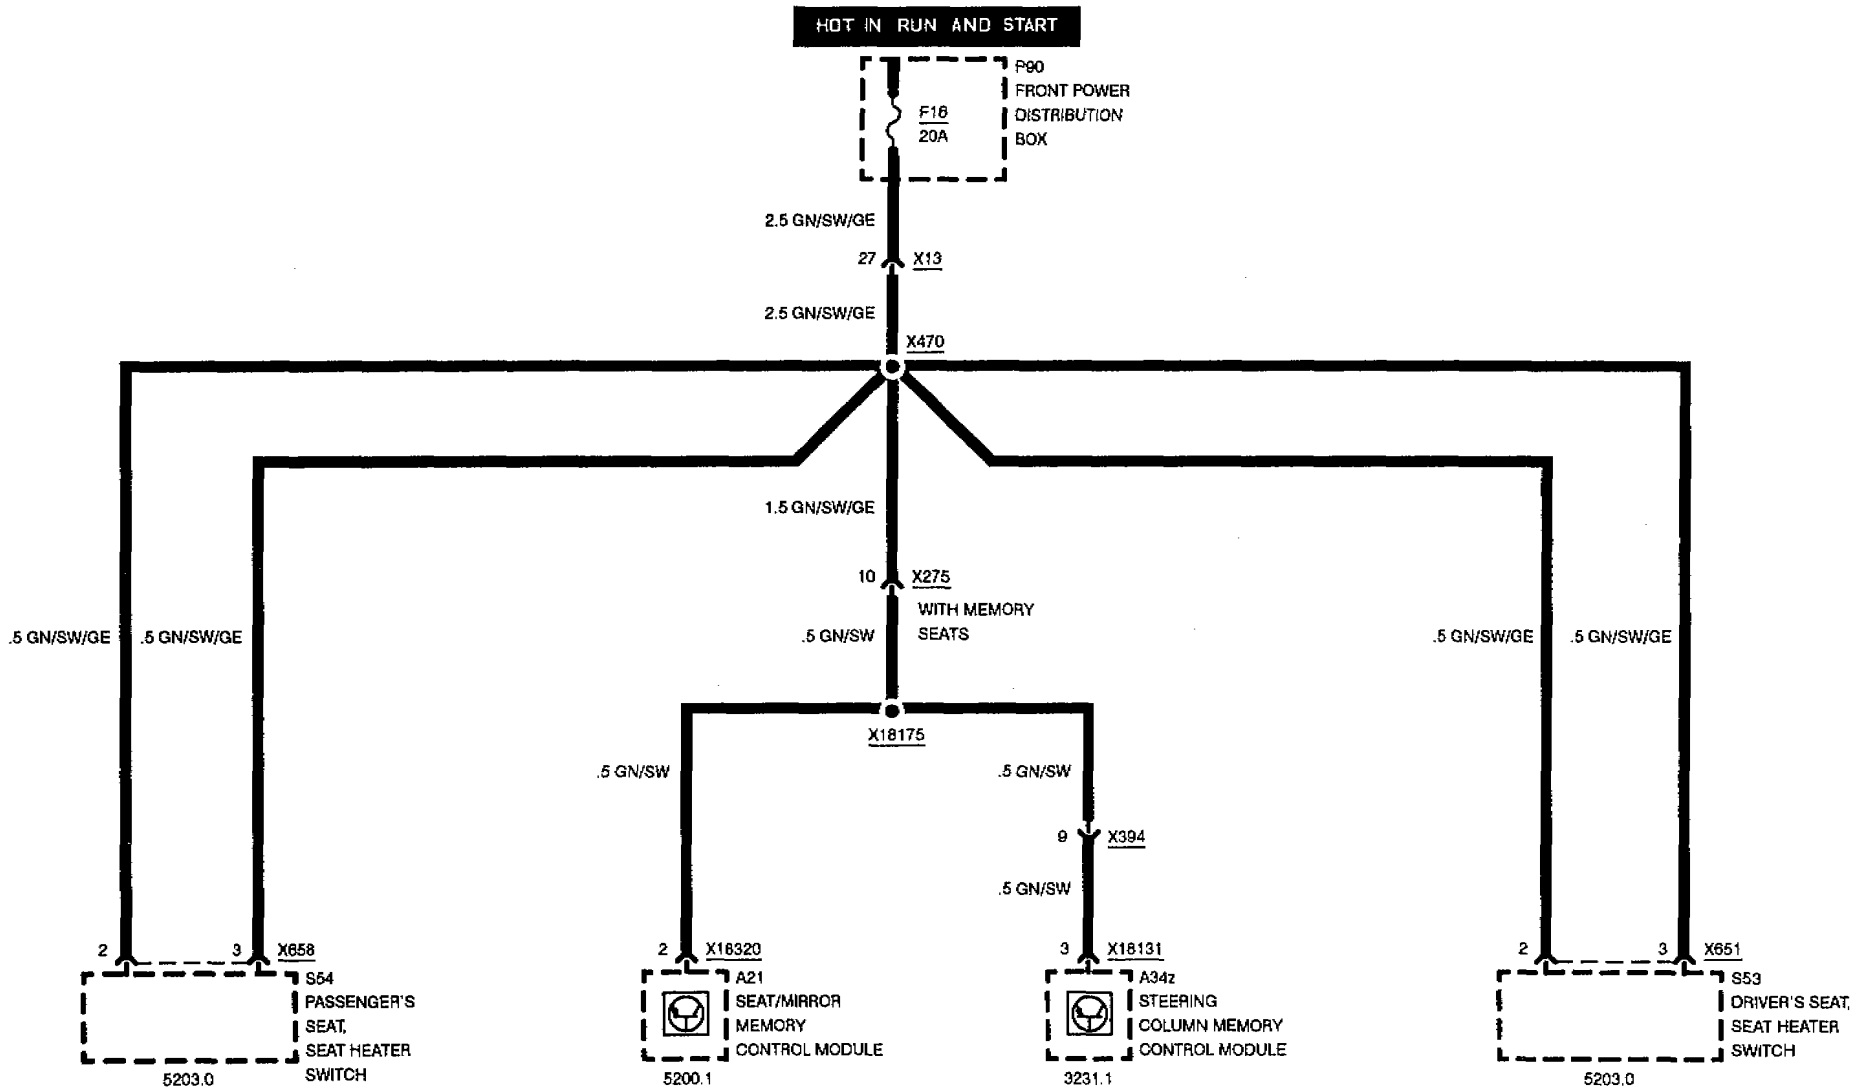 HOT IN RUN AND START
P90
FRONT POWER
DISTRIBUTION
BOX
F16
20A
2.5 GN/SW/GE
27 X13
2.5 GN/SW/GE
X470
1.5 GN/SW/GE
10 X275
WITH MEMORY
SEATS
.5 GN/SW/GE .5 GN/SW/GE .5 GN/SW .5 GN/SW/GE .5 GN/SW/GE
X18175
.5 GN/SW .5 GN/SW
9 X394
.5 GN/SW
2 3 X658 2 X16320 3 X18131 2 3 X651
S54
PASSENGER'S
SEAT,
SEAT HEATER
SWITCH
5203.0
A21
SEAT/MIRROR
MEMORY
CONTROL MODULE
5200.1
A34z
STEERING
COLUMN MEMORY
CONTROL MODULE
3231.1
S53
DRIVER'S SEAT,
SEAT HEATER
SWITCH
5203.0